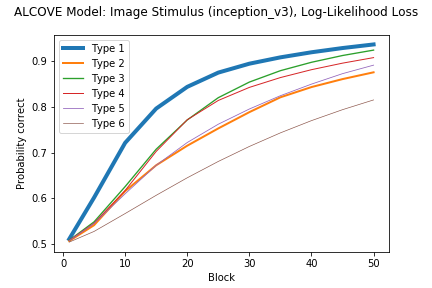 ALCOVE Model: Image Stimulus (inception_v3), Log-Likelihood Loss
Type 1
Type 2
Type 3
Type 4
Type 5
Type 6
0.9
0.8
0.7
0.6
0.5
Probability correct
0 10 20 30 40 50
Block